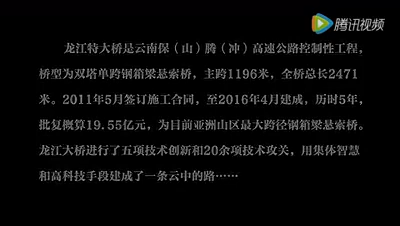 腾讯视频
龙江特大桥是云南保（山）腾（冲）高速公路控制性工程，
桥型为双塔单跨钢箱梁悬索桥，主跨1196米，全桥总长2471
米。2011年5月签订施工合同，至2016年4月建成，历时5年，
批复概算19.55亿元，为目前亚洲山区最大跨径钢箱梁悬索桥。
龙江大桥进行了五项技术创新和20余项技术攻关，用集体智慧
和高科技手段建成了一条云中的路……